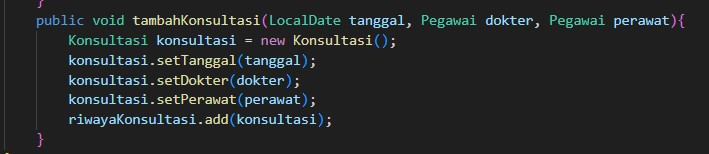 }
public void tambahKonsultasi(LocalDate tanggal, Pegawai dokter, Pegawai perawat){
Konsultasi konsultasi = new Konsultasi();
konsultasi.setTanggal(tanggal);
konsultasi.setDokter(dokter);
konsultasi.setPerawat(perawat);
riwayaKonsultasi.add(konsultasi);
}